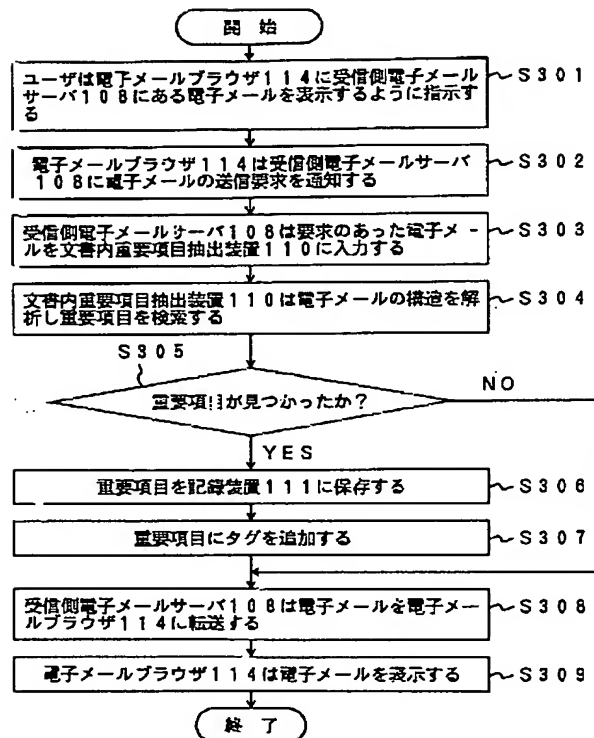 開始
ユーザは電子メールブラウザ114に受信側電子メール
サーバ108にある電子メールを表示するように指示す
る
S301
電子メールブラウザ114は受信側電子メールサーバ
108に電子メールの送信要求を通知する
S302
受信側電子メールサーバ108は要求のあった電子メー
ルを文書内重要項目抽出装置110に入力する
S303
文書内重要項目抽出装置110は電子メールの構造を解
析し重要項目を検索する
S304
S305
重要項目が見つかったか？
NO
YES
重要項目を記録装置111に保存する
S306
重要項目にタグを追加する
S307
受信側電子メールサーバ108は電子メールを電子メー
ルブラウザ114に転送する
S308
電子メールブラウザ114は電子メールを表示する
S309
終了